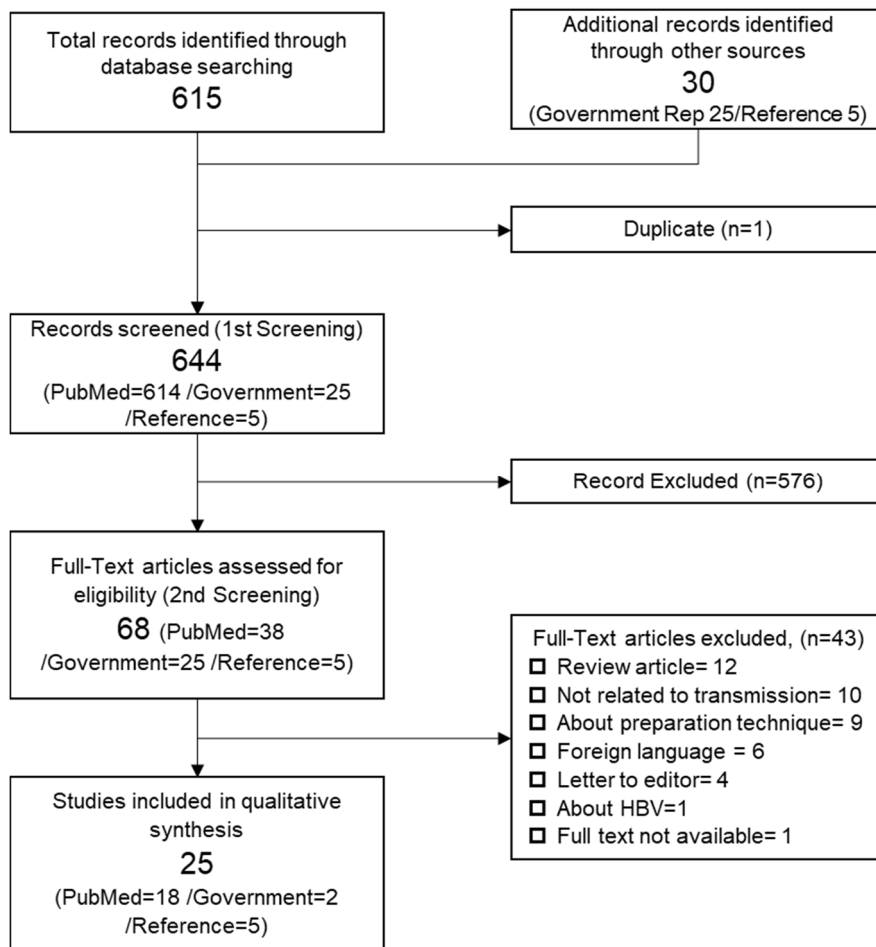 Total records identified through
database searching
615
Additional records identified
through other sources
30
(Government Rep 25/Reference 5)
Duplicate (n=1)
Records screened (1st Screening)
644
(PubMed=614 /Government=25
/Reference=5)
Record Excluded (n=576)
Full-Text articles assessed for
eligibility (2nd Screening)
68 (PubMed=38
/Government=25 /Reference=5)
Full-Text articles excluded, (n=43)
Review article= 12
Not related to transmission= 10
About preparation technique= 9
Foreign language = 6
Letter to editor= 4
About HBV=1
Full text not available= 1
Studies included in qualitative
synthesis
25
(PubMed=18 /Government=2
/Reference=5)